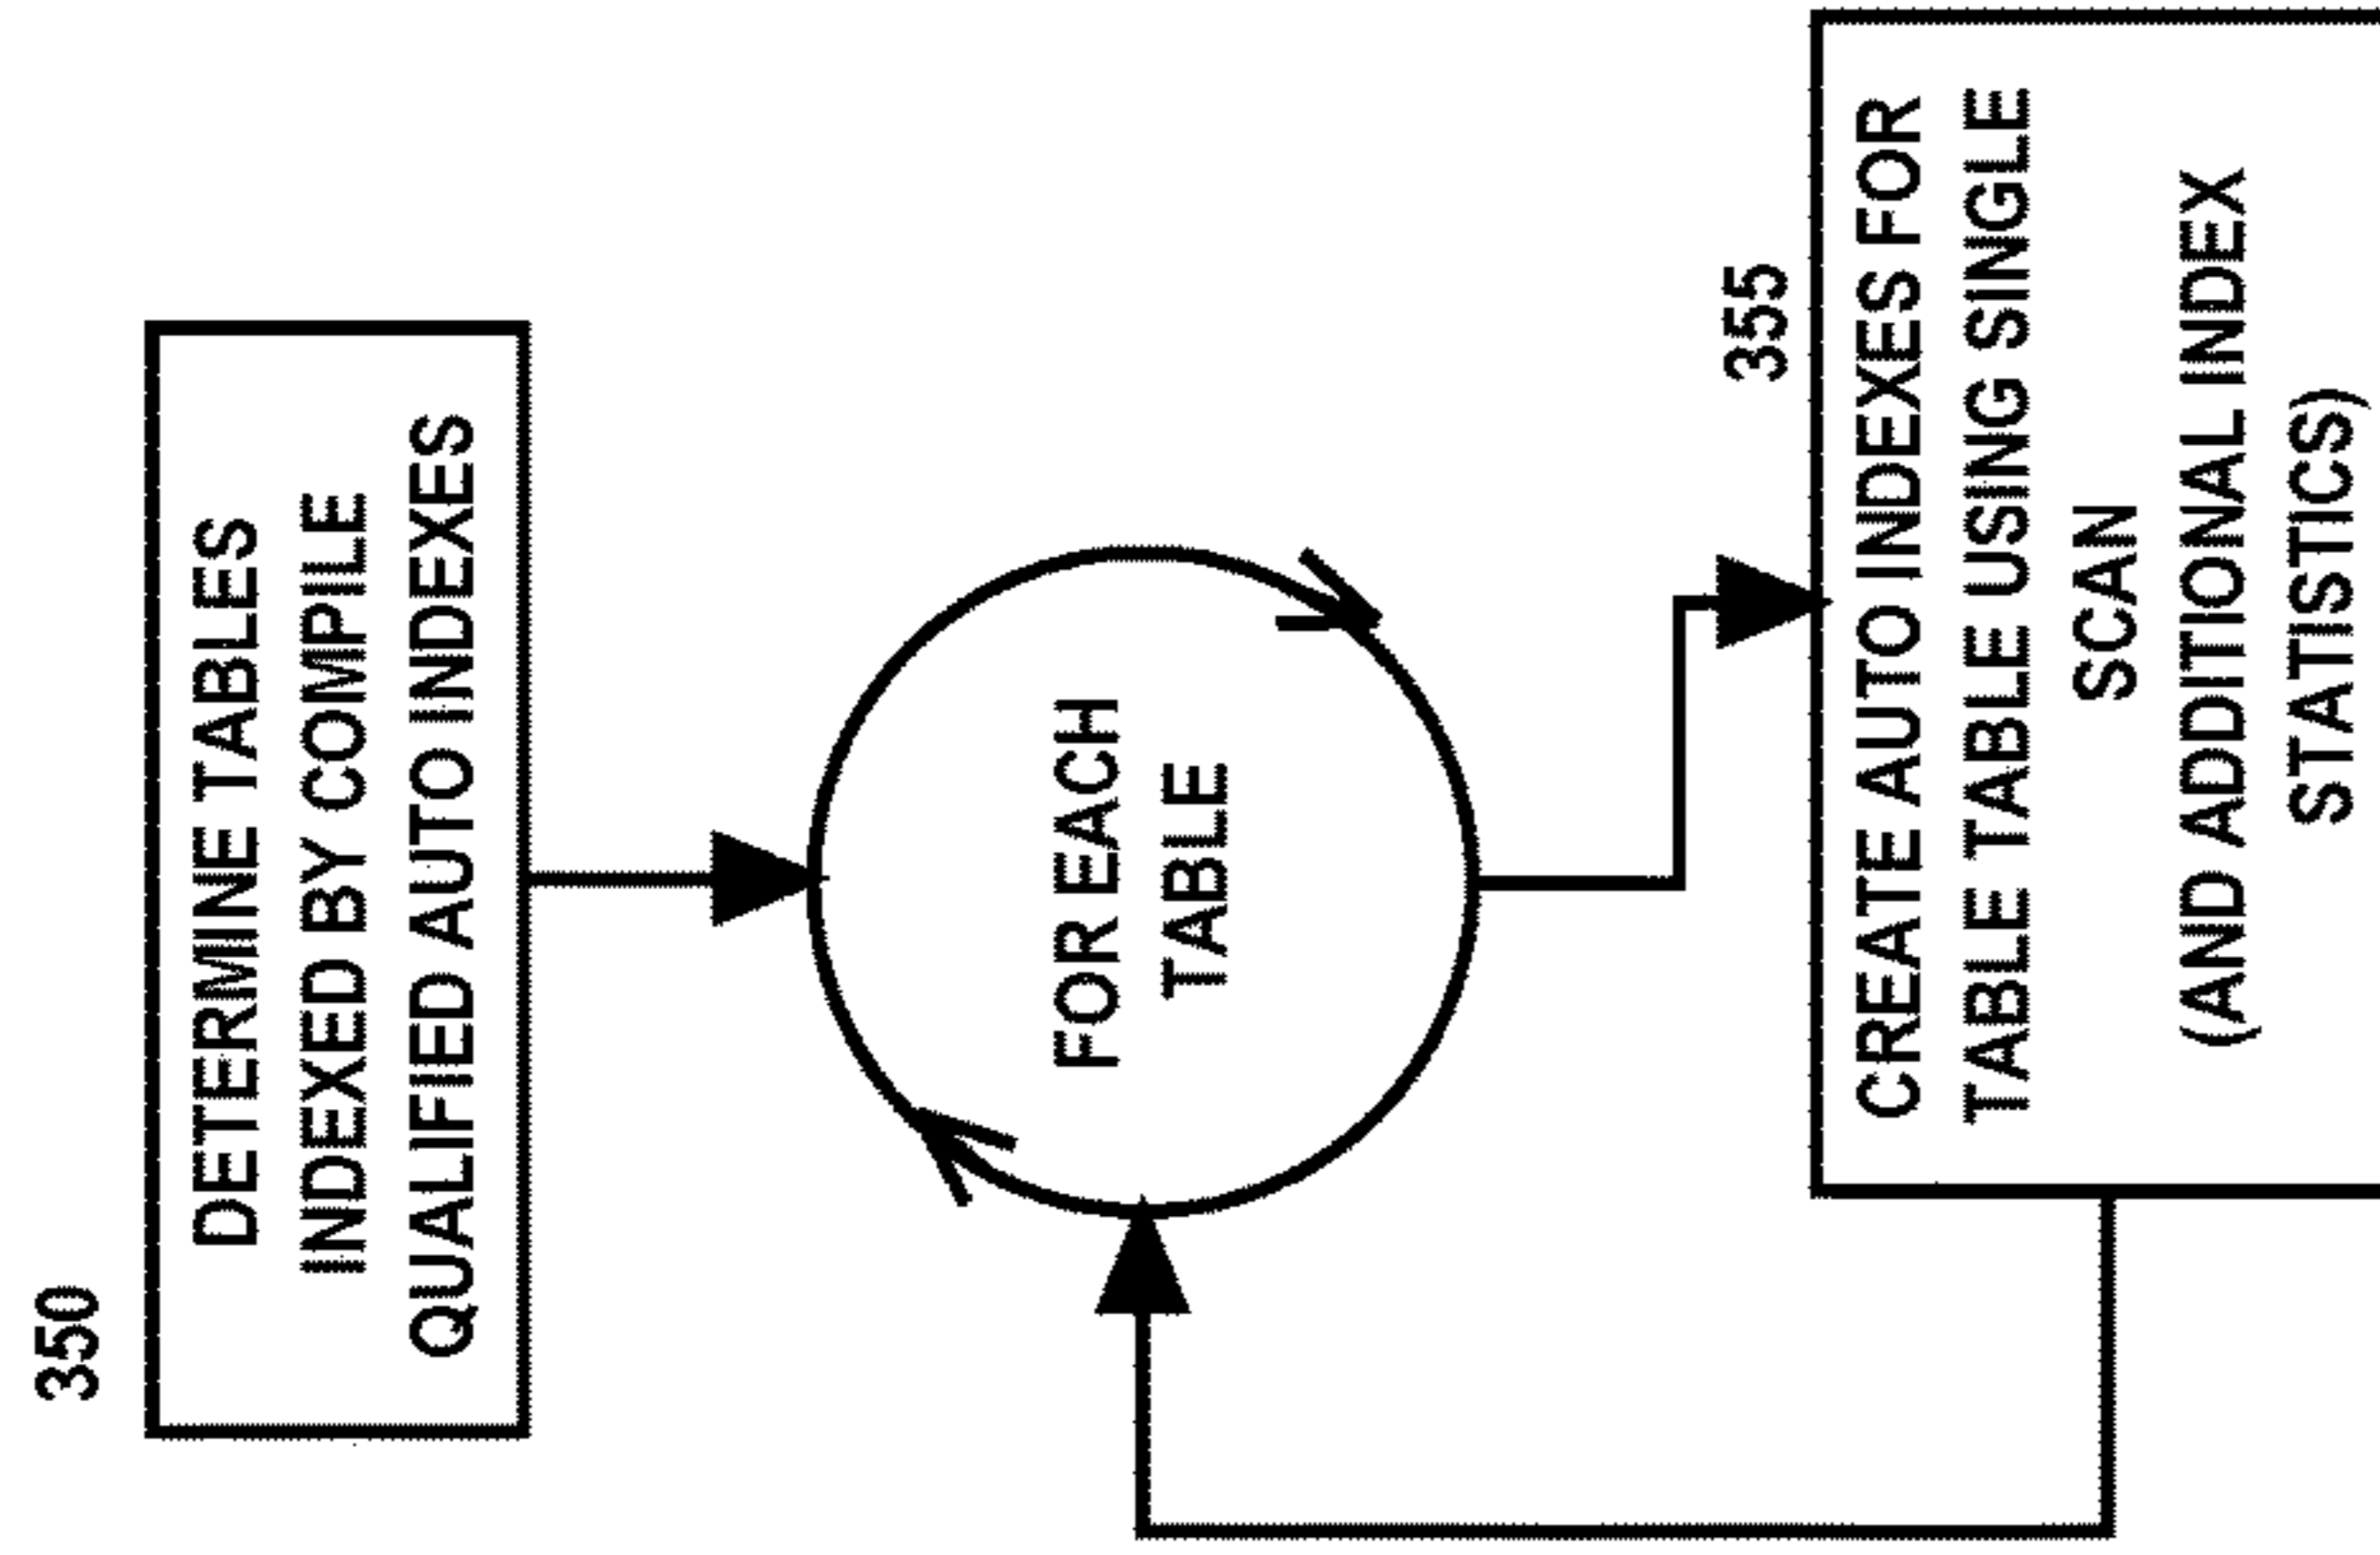 350
DETERMINE TABLES
INDEXED BY COMPILE
QUALIFIED AUTO INDEXES
FOR EACH
TABLE
355
CREATE AUTO INDEXES FOR
TABLE TABLE USING SINGLE
SCAN
(AND ADDITIONAL INDEX
STATISTICS)